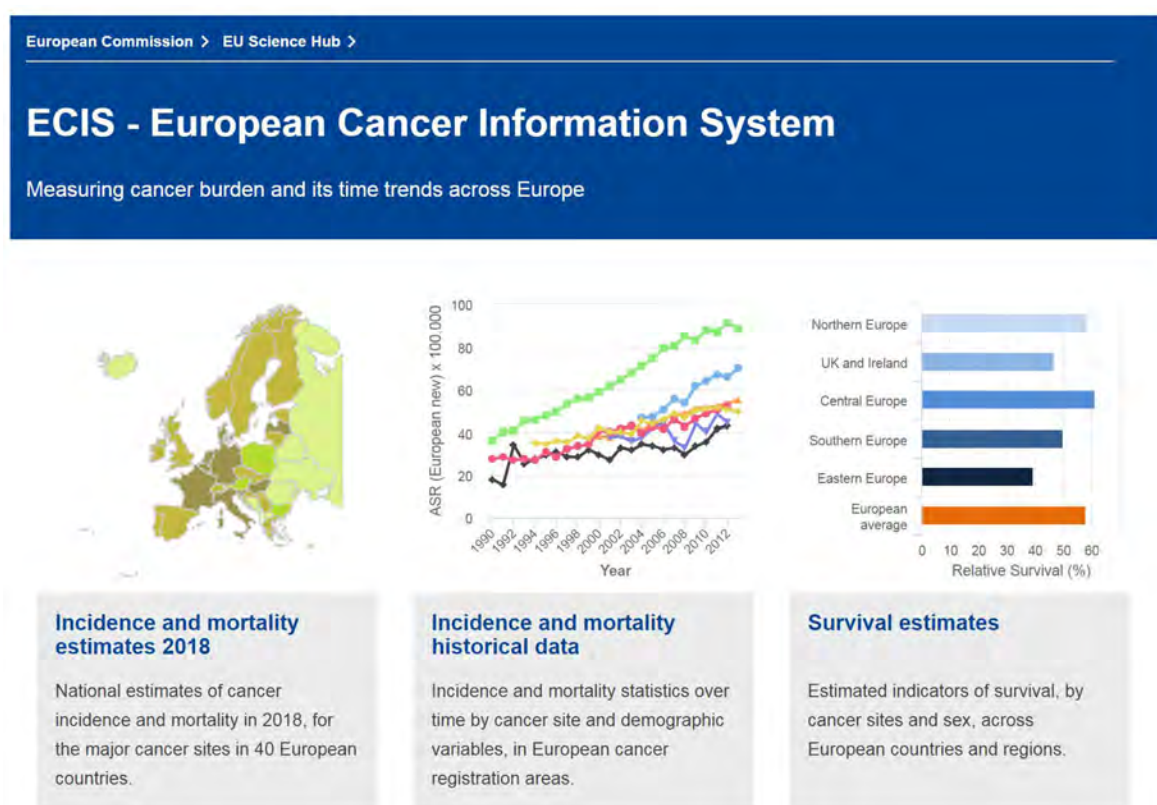 European Commission > EU Science Hub >
ECIS - European Cancer Information System
Measuring cancer burden and its time trends across Europe
ASR (European new) x 100.000
100
80
60
40
20
0
1990
1992
1994
1996
1998
2000
2002
2004
2006
2008
2010
2012
Year
Northern Europe
UK and Ireland
Central Europe
Southern Europe
Eastern Europe
European
average
0 10 20 30 40 50 60
Relative Survival (%)
Incidence and mortality
estimates 2018
National estimates of cancer
incidence and mortality in 2018, for
the major cancer sites in 40 European
countries.
Incidence and mortality
historical data
Incidence and mortality statistics over
time by cancer site and demographic
variables, in European cancer
registration areas.
Survival estimates
Estimated indicators of survival, by
cancer sites and sex, across
European countries and regions.